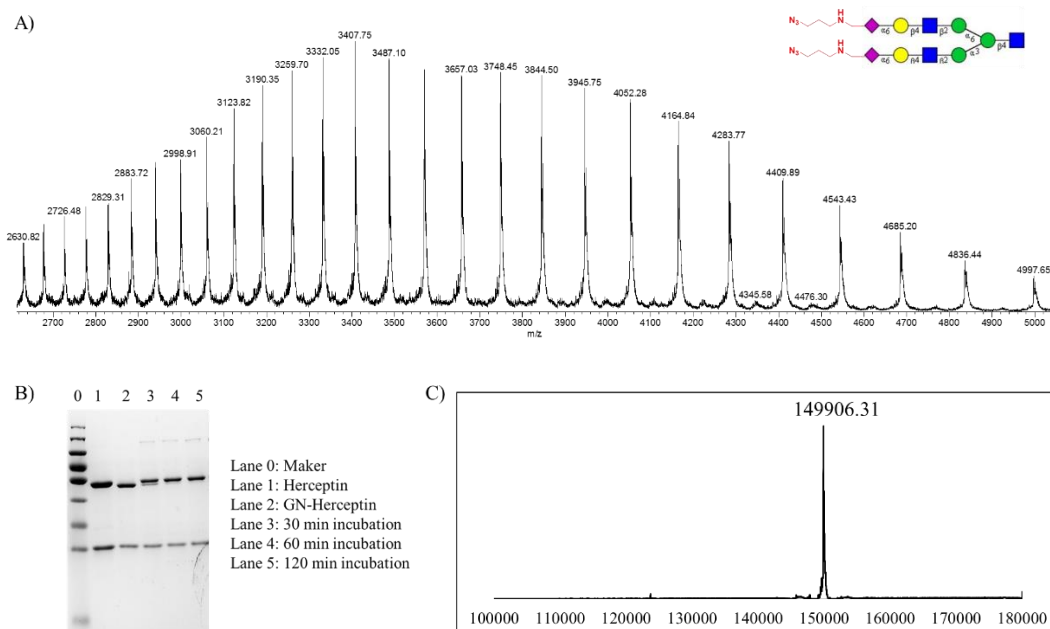 A)
N₃
H
N
α6
β4
β2
α6
β4
N₃
H
N
α6
β4
β2
α3
2630.82
2726.48
2829.31
2883.72
2998.91
3060.21
3123.82
3190.35
3259.70
3332.05
3407.75
3487.10
3657.03
3748.45
3844.50
3945.75
4052.28
4164.84
4283.77
4345.58
4409.89
4476.30
4543.43
4685.20
4836.44
4997.65
2700 2800 2900 3000 3100 3200 3300 3400 3500 3600 3700 3800 3900 4000 4100 4200 4300 4400 4500 4600 4700 4800 4900 5000
m/z
B)
0 1 2 3 4 5
Lane 0: Maker
Lane 1: Herceptin
Lane 2: GN-Herceptin
Lane 3: 30 min incubation
Lane 4: 60 min incubation
Lane 5: 120 min incubation
C)
149906.31
100000 110000 120000 130000 140000 150000 160000 170000 180000